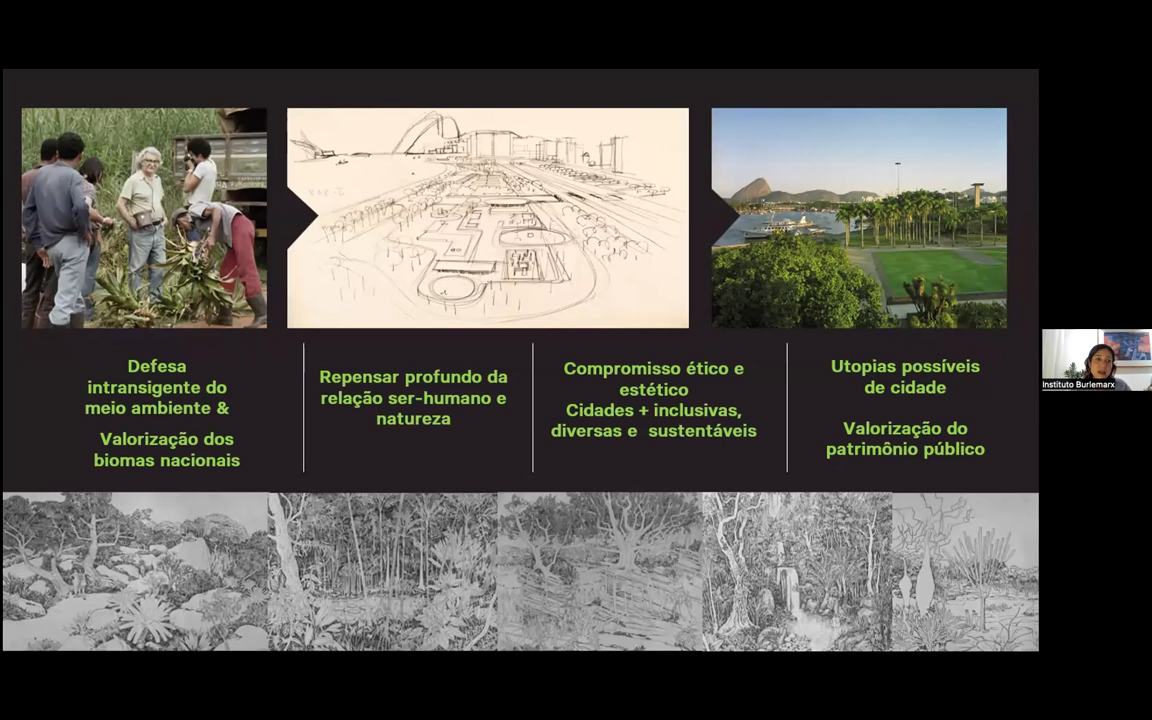 Defesa
intransigente do
meio ambiente &
Valorização dos
biomas nacionais
Repensar profundo da
relação ser-humano e
natureza
Compromisso ético e
estético
Cidades + inclusivas,
diversas e sustentáveis
Utopias possíveis
de cidade
Valorização do
patrimônio público
Instituto Burlemarx